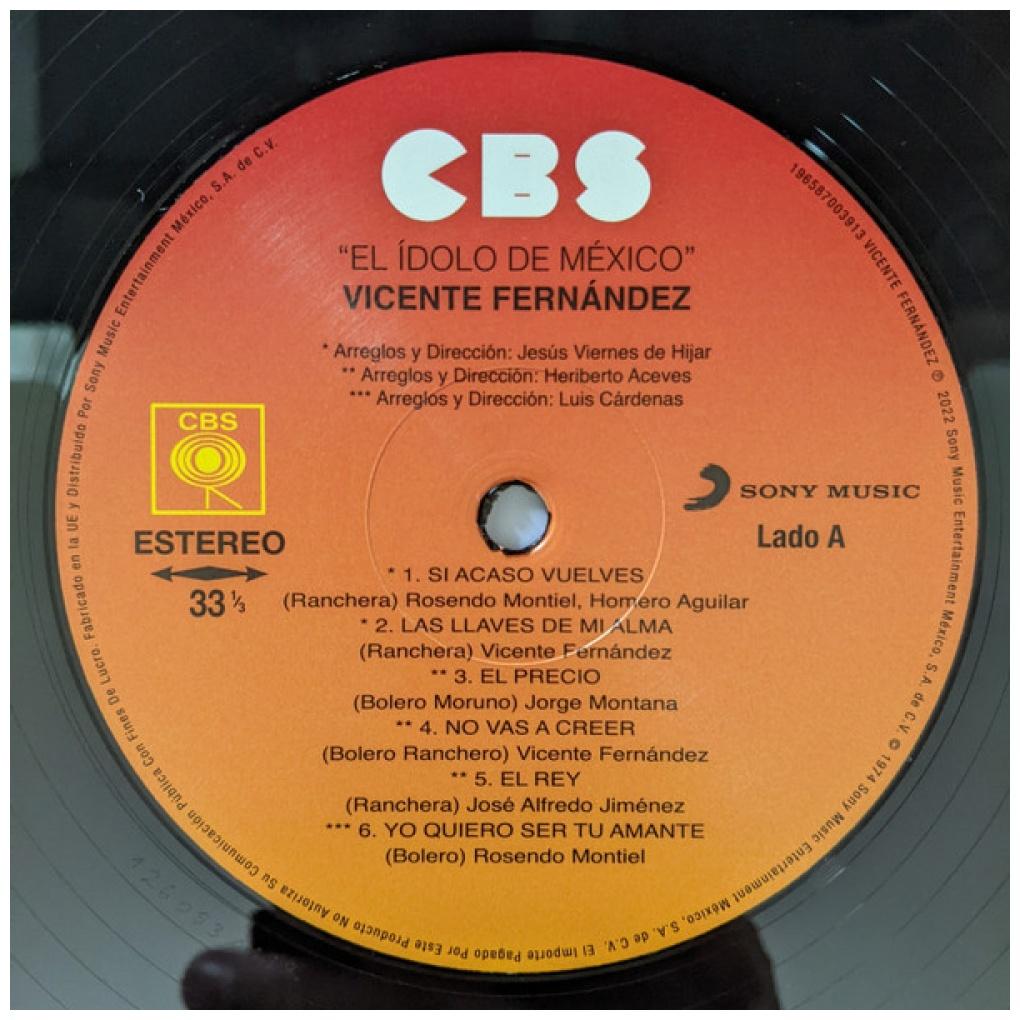 CBS
"EL ÍDOLO DE MÉXICO"
VICENTE FERNÁNDEZ
* Arreglos y Dirección: Jesús Viernes de Hijar
** Arreglos y Dirección: Heriberto Aceves
*** Arreglos y Dirección: Luis Cárdenas
CBS
ESTEREO
33 ⅓
SONY MUSIC
Lado A
* 1. SI ACASO VUELVES
(Ranchera) Rosendo Montiel, Homero Aguilar
* 2. LAS LLAVES DE MI ALMA
(Ranchera) Vicente Fernández
** 3. EL PRECIO
(Bolero Moruno) Jorge Montana
** 4. NO VAS A CREER
(Bolero Ranchero) Vicente Fernández
** 5. EL REY
(Ranchera) José Alfredo Jiménez
*** 6. YO QUIERO SER TU AMANTE
(Bolero) Rosendo Montiel
196587003913 VICENTE FERNÁNDEZ ℗ 2022 Sony Music Entertainment México, S.A. de C.V. © 1974 Sony Music Entertainment México, S.A. de C.V. El Importe Pagado Por Este Producto No Autoriza Su Comunicación Pública Con Fines De Lucro. Fabricado en la UE y Distribuido Por Sony Music Entertainment México, S.A. de C.V.